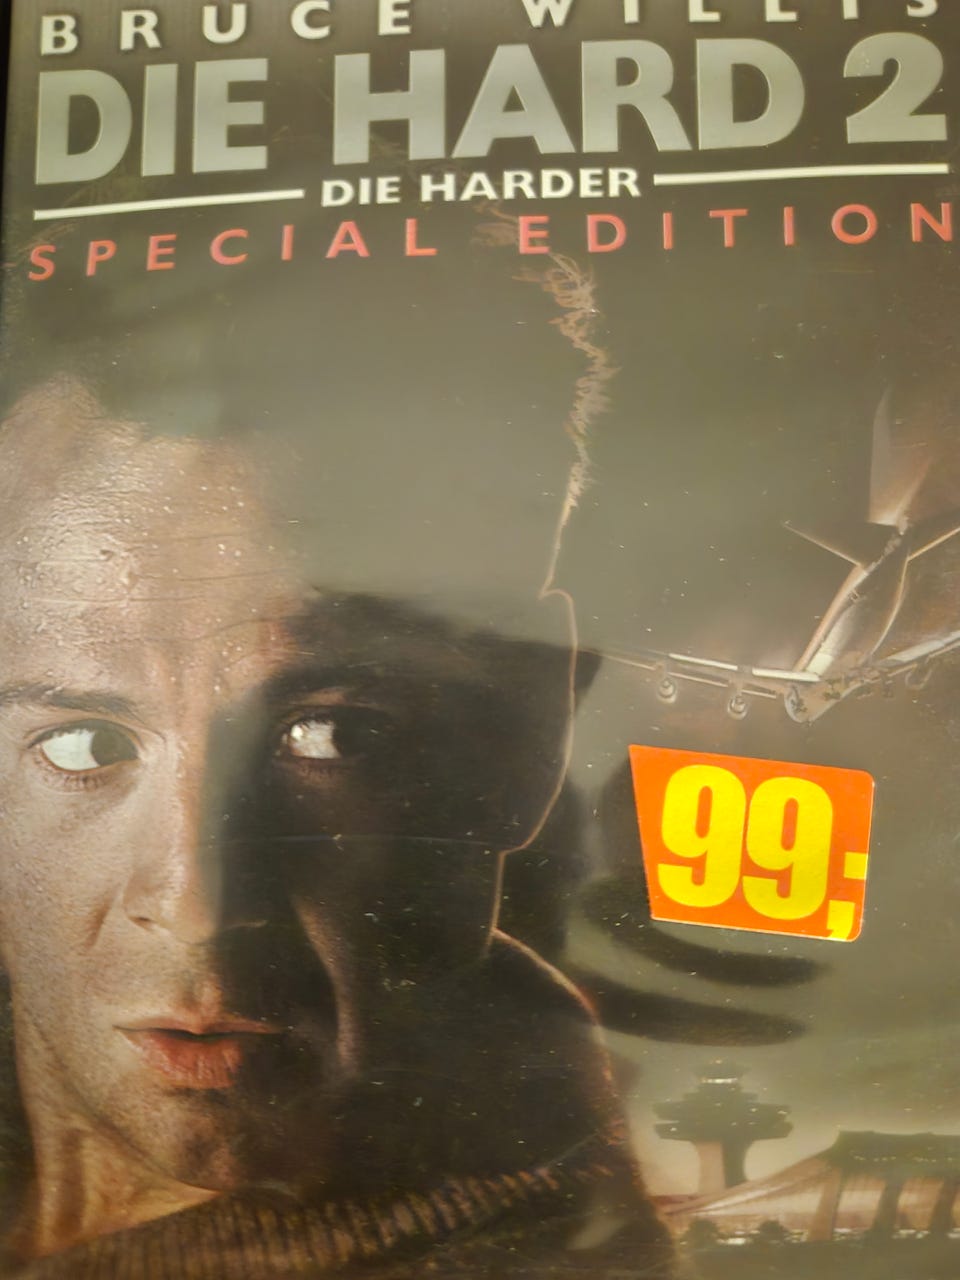 BRUCE WILLIS
DIE HARD 2
DIE HARDER
SPECIAL EDITION
99,-